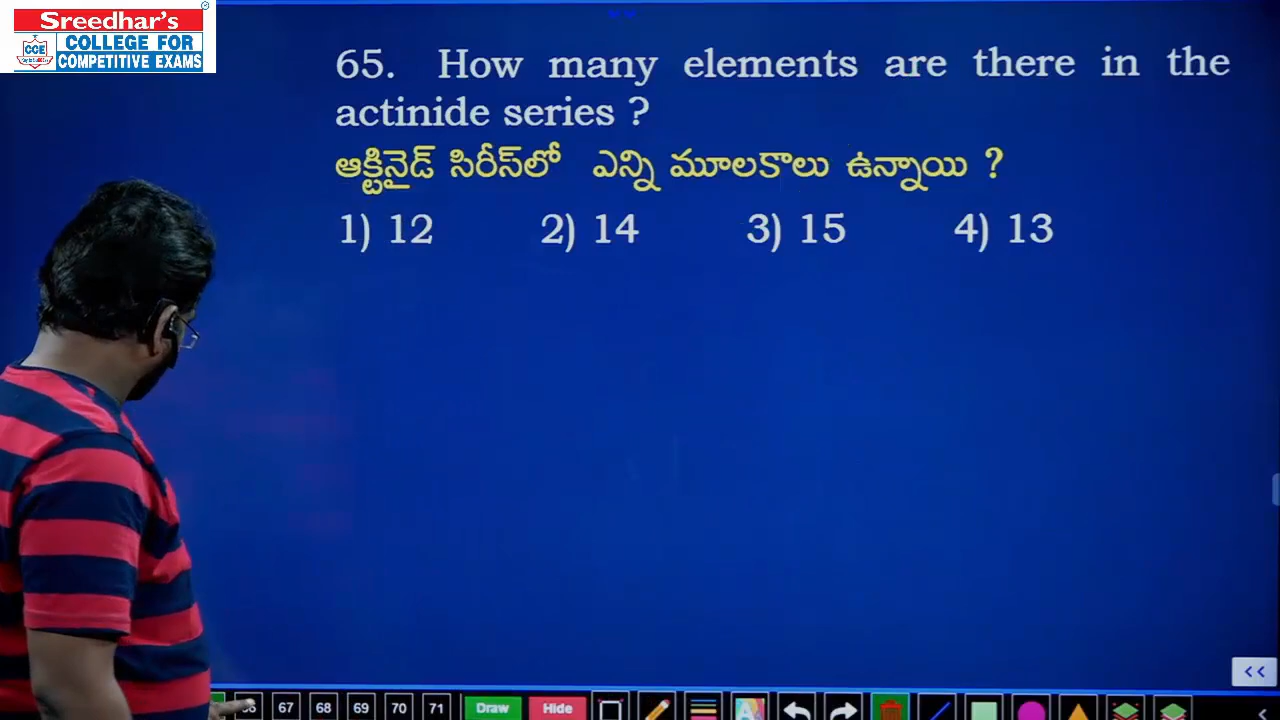 Sreedhar's
CCE
COLLEGE FOR
COMPETITIVE EXAMS
65. How many elements are there in the
actinide series ?
ఆక్టినైడ్ సిరీస్‌లో ఎన్ని మూలకాలు ఉన్నాయి ?
1) 12 2) 14 3) 15 4) 13
<<
67 68 69 70 71 Draw Hide